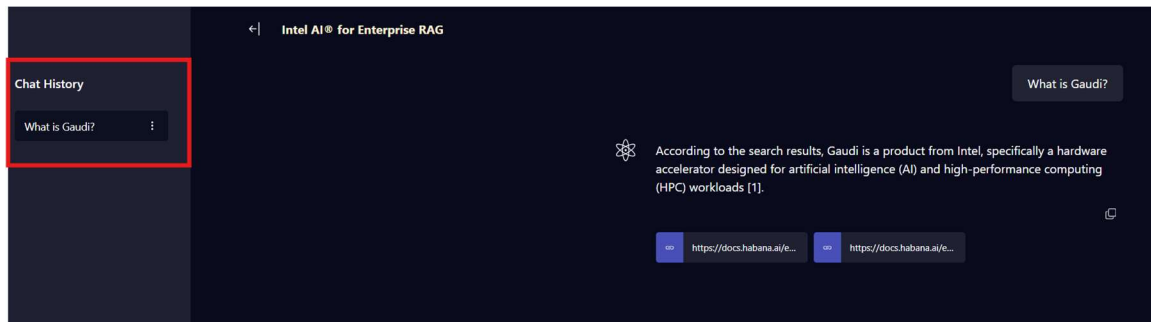 Intel AI® for Enterprise RAG
Chat History
What is Gaudi?
What is Gaudi?
According to the search results, Gaudi is a product from Intel, specifically a hardware
accelerator designed for artificial intelligence (AI) and high-performance computing
(HPC) workloads [1].
https://docs.habana.ai/e... https://docs.habana.ai/e...